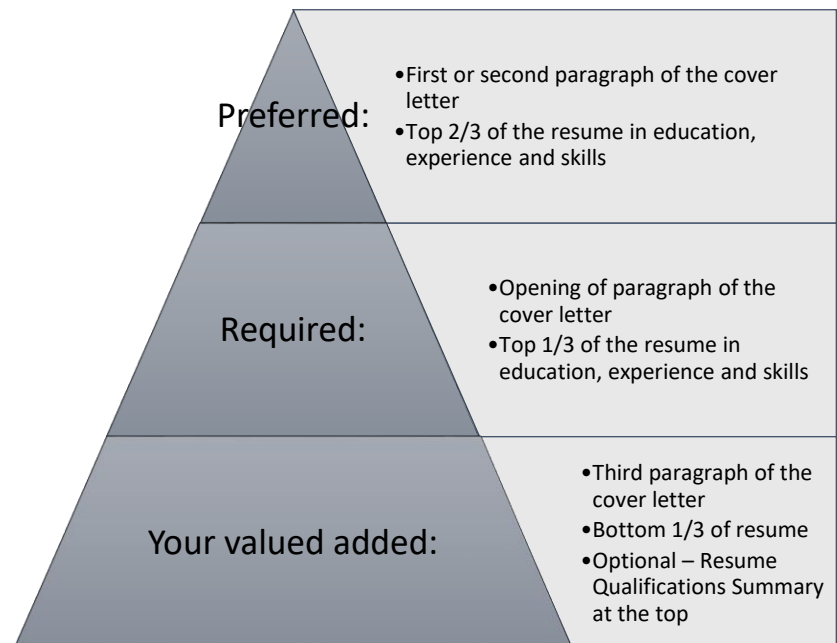 Preferred:
•First or second paragraph of the cover
letter
•Top 2/3 of the resume in education,
experience and skills
Required:
•Opening of paragraph of the
cover letter
•Top 1/3 of the resume in
education, experience and skills
Your valued added:
•Third paragraph of the
cover letter
•Bottom 1/3 of resume
•Optional – Resume
Qualifications Summary
at the top